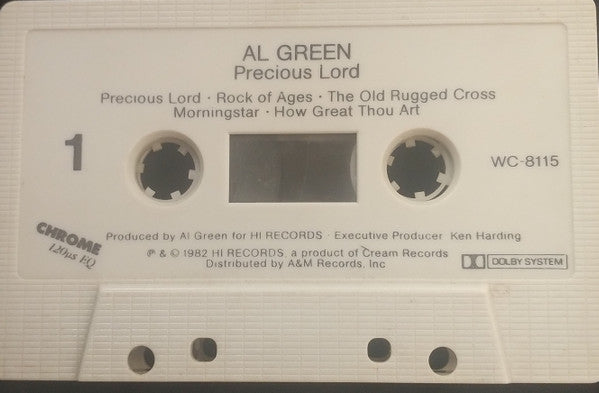 AL GREEN
Precious Lord
Precious Lord · Rock of Ages · The Old Rugged Cross
Morningstar · How Great Thou Art
1
WC-8115
CHROME
120µs EQ
Produced by Al Green for HI RECORDS · Executive Producer Ken Harding
℗ & © 1982 HI RECORDS, a product of Cream Records
Distributed by A&M Records, Inc
DOLBY SYSTEM